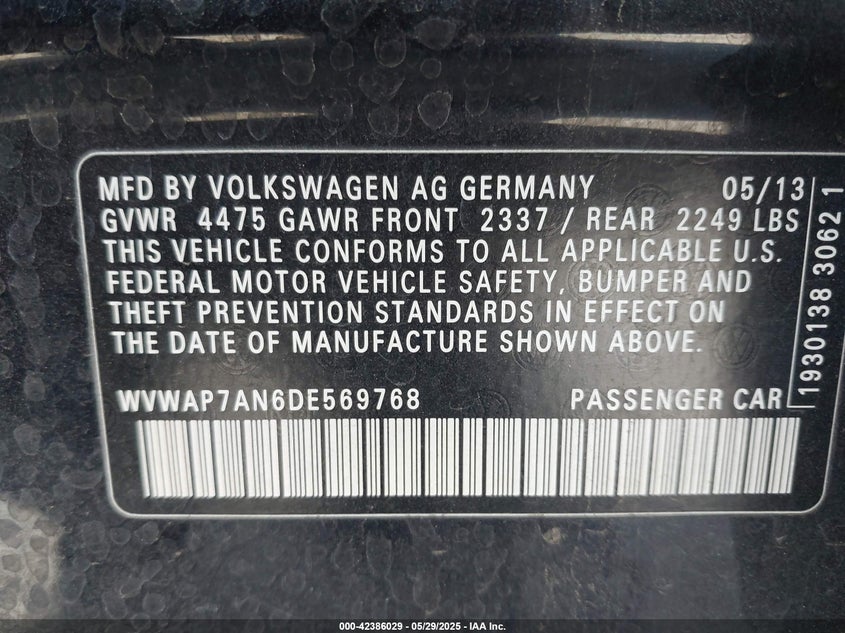 MFD BY VOLKSWAGEN AG GERMANY 05/13
GVWR 4475 GAWR FRONT 2337 / REAR 2249 LBS
THIS VEHICLE CONFORMS TO ALL APPLICABLE U.S.
FEDERAL MOTOR VEHICLE SAFETY, BUMPER AND
THEFT PREVENTION STANDARDS IN EFFECT ON
THE DATE OF MANUFACTURE SHOWN ABOVE.
WVWAP7AN6DE569768 PASSENGER CAR
1930138 3062 1
000-42386029 - 05/29/2025 - IAA Inc.